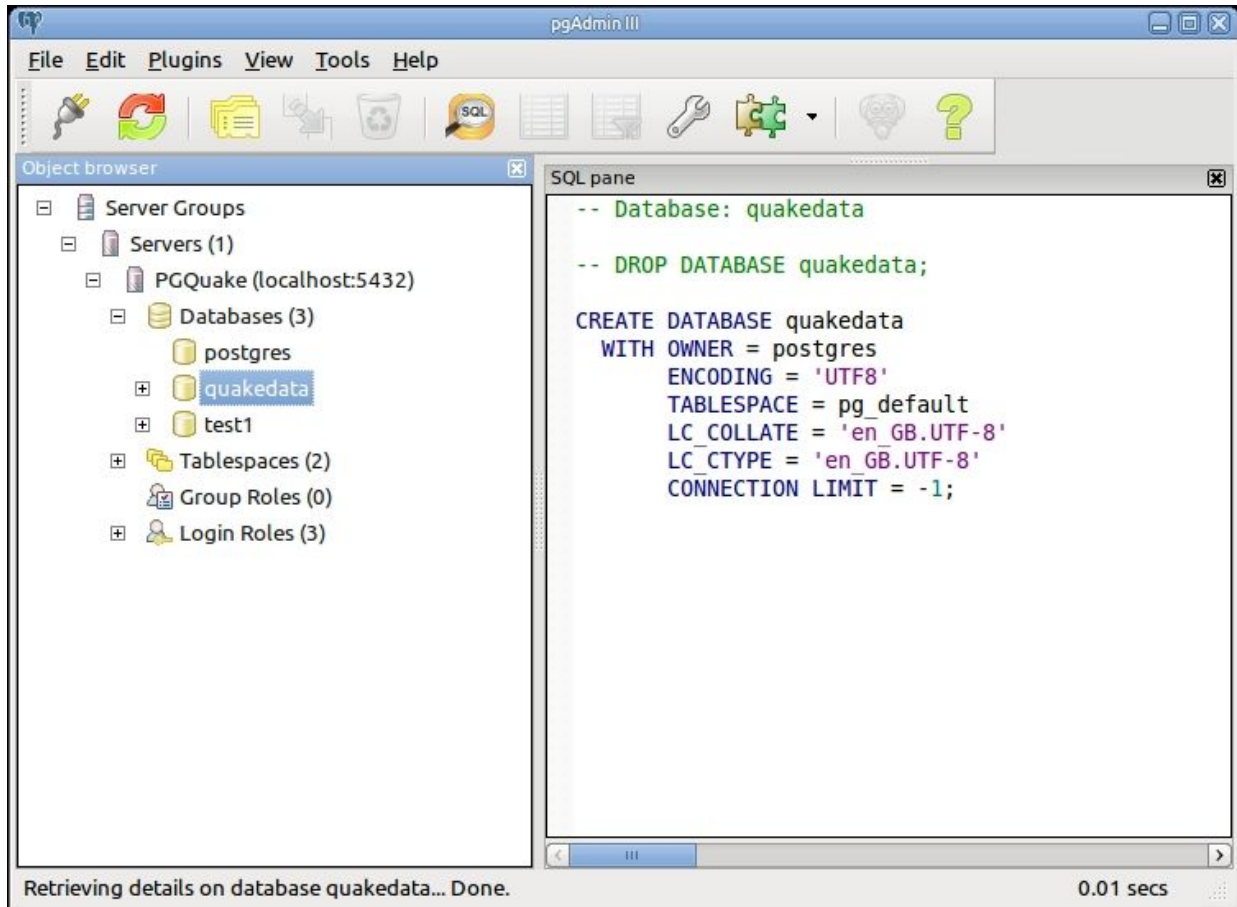 pgAdmin III
File Edit Plugins View Tools Help
SQL
Object browser
Server Groups
Servers (1)
PGQuake (localhost:5432)
Databases (3)
postgres
quakedata
test1
Tablespaces (2)
Group Roles (0)
Login Roles (3)
SQL pane
-- Database: quakedata
-- DROP DATABASE quakedata;
CREATE DATABASE quakedata
WITH OWNER = postgres
ENCODING = 'UTF8'
TABLESPACE = pg_default
LC_COLLATE = 'en_GB.UTF-8'
LC_CTYPE = 'en_GB.UTF-8'
CONNECTION LIMIT = -1;
Retrieving details on database quakedata... Done.
0.01 secs